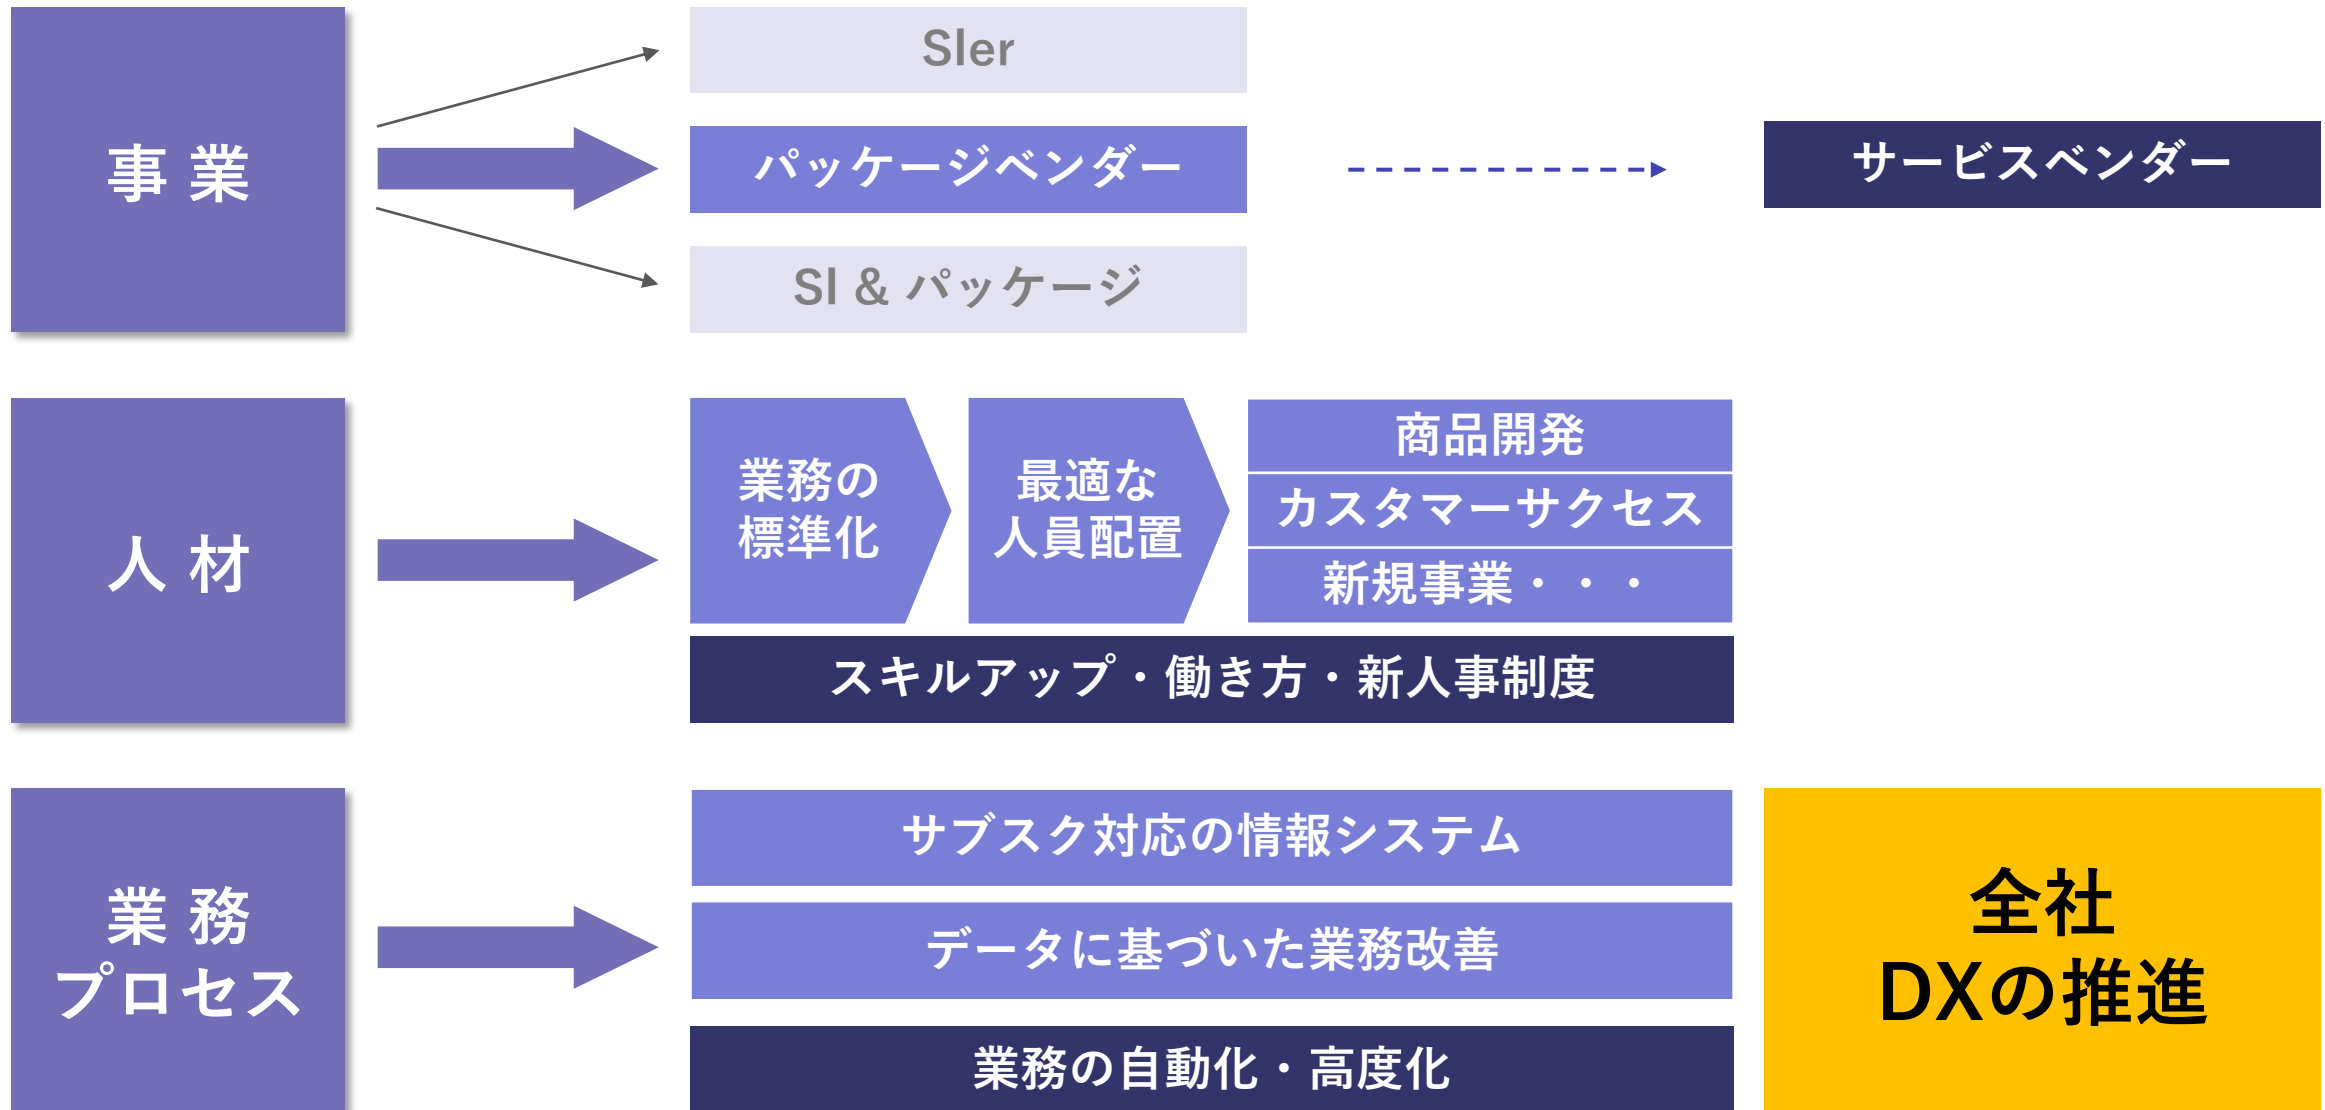 事 業
SIer
パッケージベンダー
SI & パッケージ
サービスベンダー
人 材
業務の
標準化
最適な
人員配置
商品開発
カスタマーサクセス
新規事業・・・
スキルアップ・働き方・新人事制度
業 務
プロセス
サブスク対応の情報システム
データに基づいた業務改善
業務の自動化・高度化
全社
DXの推進